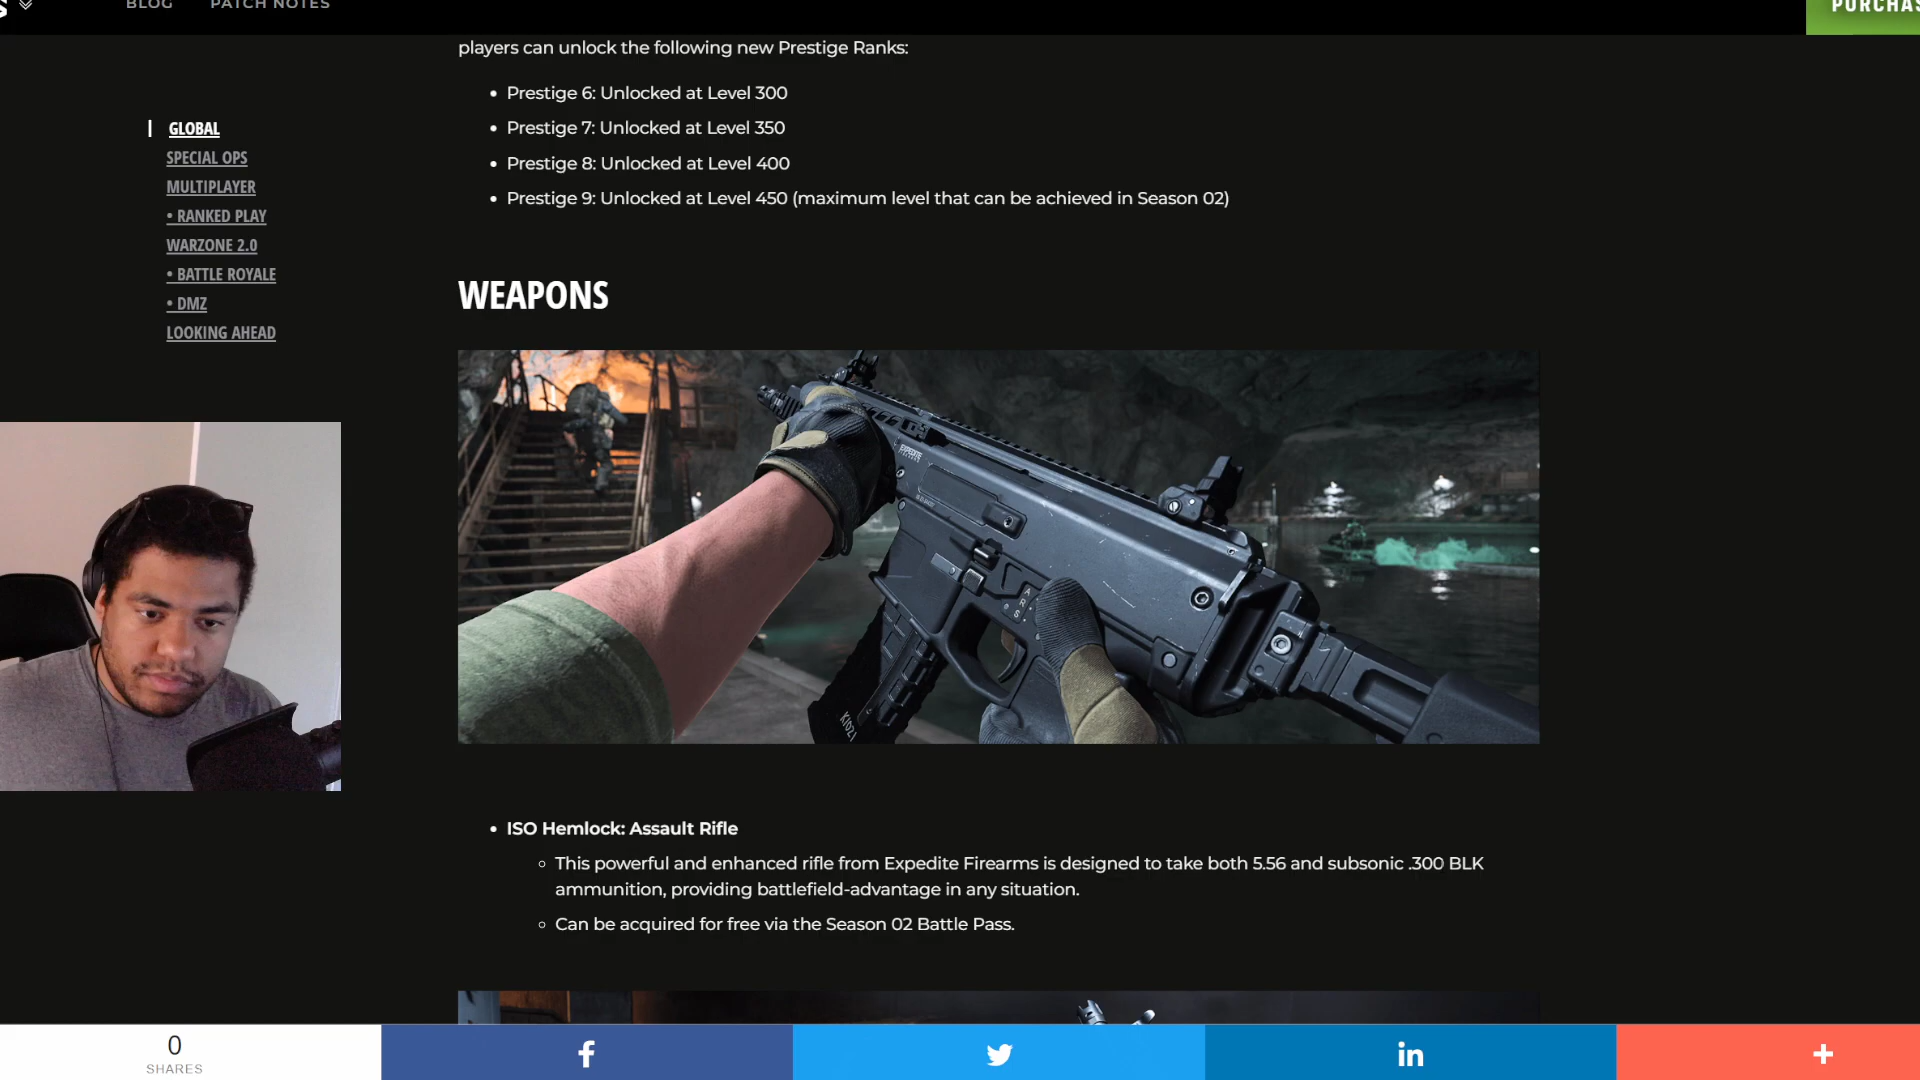 BLOG PATCH NOTES
players can unlock the following new Prestige Ranks:
• Prestige 6: Unlocked at Level 300
• Prestige 7: Unlocked at Level 350
• Prestige 8: Unlocked at Level 400
• Prestige 9: Unlocked at Level 450 (maximum level that can be achieved in Season 02)
GLOBAL
SPECIAL OPS
MULTIPLAYER
• RANKED PLAY
WARZONE 2.0
• BATTLE ROYALE
• DMZ
LOOKING AHEAD
WEAPONS
EXPEDITE
A
R
S
• ISO Hemlock: Assault Rifle
◦ This powerful and enhanced rifle from Expedite Firearms is designed to take both 5.56 and subsonic .300 BLK
ammunition, providing battlefield-advantage in any situation.
◦ Can be acquired for free via the Season 02 Battle Pass.
0
SHARES
f
in
+